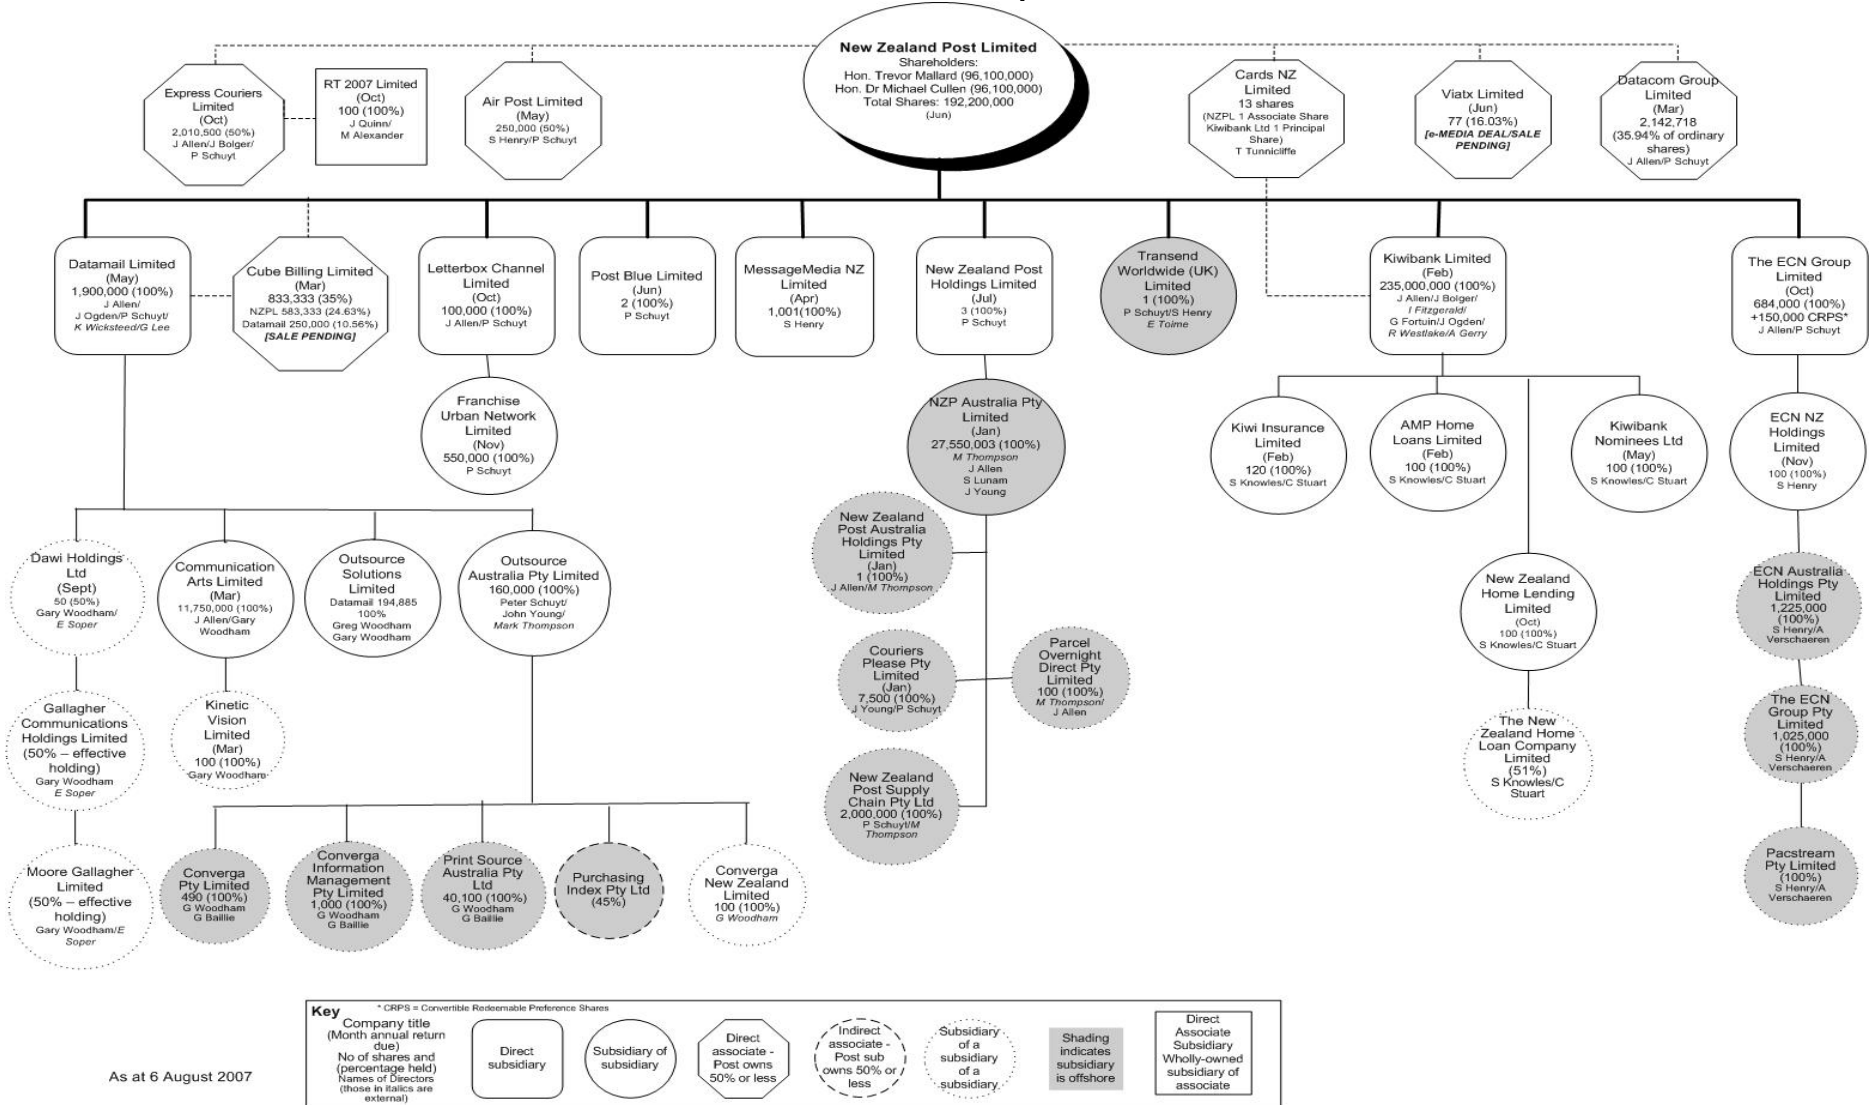 New Zealand Post Limited
Shareholders:
Hon. Trevor Mallard (96,100,000)
Hon. Dr Michael Cullen (96,100,000)
Total Shares: 192,200,000
(Jun)
Express Couriers
Limited
(Oct)
2,010,500 (50%)
J Allen/J Bolger/
P Schuyt
RT 2007 Limited
(Oct)
100 (100%)
J Quinn/
M Alexander
Air Post Limited
(May)
250,000 (50%)
S Henry/P Schuyt
Cards NZ
Limited
13 shares
(NZPL 1 Associate Share
Kiwibank Ltd 1 Principal
Share)
T Tunnicliffe
Viatx Limited
(Jun)
77 (16.03%)
[e-MEDIA DEAL/SALE
PENDING]
Datacom Group
Limited
(Mar)
2,142,718
(35.94% of ordinary
shares)
J Allen/P Schuyt
Datamail Limited
(May)
1,900,000 (100%)
J Allen/
J Ogden/P Schuyt/
K Wicksteed/G Lee
Cube Billing Limited
(Mar)
833,333 (35%)
NZPL 583,333 (24.63%)
Datamail 250,000 (10.56%)
[SALE PENDING]
Letterbox Channel
Limited
(Oct)
100,000 (100%)
J Allen/P Schuyt
Post Blue Limited
(Jun)
2 (100%)
P Schuyt
MessageMedia NZ
Limited
(Apr)
1,001(100%)
S Henry
New Zealand Post
Holdings Limited
(Jul)
3 (100%)
P Schuyt
Transend
Worldwide (UK)
Limited
1 (100%)
P Schuyt/S Henry
E Toime
Kiwibank Limited
(Feb)
235,000,000 (100%)
J Allen/J Bolger/
I Fitzgerald/
G Fortuin/J Ogden/
R Westlake/A Gerry
The ECN Group
Limited
(Oct)
684,000 (100%)
+150,000 CRPS*
J Allen/P Schuyt
Franchise
Urban Network
Limited
(Nov)
550,000 (100%)
P Schuyt
NZP Australia Pty
Limited
(Jan)
27,550,003 (100%)
M Thompson
J Allen
S Lunam
J Young
Kiwi Insurance
Limited
(Feb)
120 (100%)
S Knowles/C Stuart
AMP Home
Loans Limited
(Feb)
100 (100%)
S Knowles/C Stuart
Kiwibank
Nominees Ltd
(May)
100 (100%)
S Knowles/C Stuart
ECN NZ
Holdings
Limited
(Nov)
100 (100%)
S Henry
New Zealand
Post Australia
Holdings Pty
Limited
(Jan)
1 (100%)
J Allen/M Thompson
Dawi Holdings
Ltd
(Sept)
50 (50%)
Gary Woodham/
E Soper
Communication
Arts Limited
(Mar)
11,750,000 (100%)
J Allen/Gary
Woodham
Outsource
Solutions
Limited
Datamail 194,885
100%
Greg Woodham
Gary Woodham
Outsource
Australia Pty Limited
160,000 (100%)
Peter Schuyt/
John Young/
Mark Thompson
New Zealand
Home Lending
Limited
(Oct)
100 (100%)
S Knowles/C Stuart
ECN Australia
Holdings Pty
Limited
1,225,000
(100%)
S Henry/A
Verschaeren
Couriers
Please Pty
Limited
(Jan)
7,500 (100%)
J Young/P Schuyt
Parcel
Overnight
Direct Pty
Limited
100 (100%)
M Thompson/
J Allen
Gallagher
Communications
Holdings Limited
(50% – effective
holding)
Gary Woodham
E Soper
Kinetic
Vision
Limited
(Mar)
100 (100%)
Gary Woodham
The New
Zealand Home
Loan Company
Limited
(51%)
S Knowles/C
Stuart
The ECN
Group Pty
Limited
1,025,000
(100%)
S Henry/A
Verschaeren
New Zealand
Post Supply
Chain Pty Ltd
2,000,000 (100%)
P Schuyt/M
Thompson
Moore Gallagher
Limited
(50% – effective
holding)
Gary Woodham/E
Soper
Converga
Pty Limited
490 (100%)
G Woodham
G Baillie
Converga
Information
Management
Pty Limited
1,000 (100%)
G Woodham
G Baillie
Print Source
Australia Pty
Ltd
40,100 (100%)
G Woodham
G Baillie
Purchasing
Index Pty Ltd
(45%)
Converga
New Zealand
Limited
100 (100%)
G Woodham
Pacstream
Pty Limited
(100%)
S Henry/A
Verschaeren
Key
* CRPS = Convertible Redeemable Preference Shares
Company title
(Month annual return
due)
No of shares and
(percentage held)
Names of Directors
(those in italics are
external)
Direct
subsidiary
Subsidiary of
subsidiary
Direct
associate -
Post owns
50% or less
Indirect
associate -
Post sub
owns 50% or
less
Subsidiary
of a
subsidiary
of a
subsidiary
Shading
indicates
subsidiary
is offshore
Direct
Associate
Subsidiary
Wholly-owned
subsidiary of
associate
As at 6 August 2007